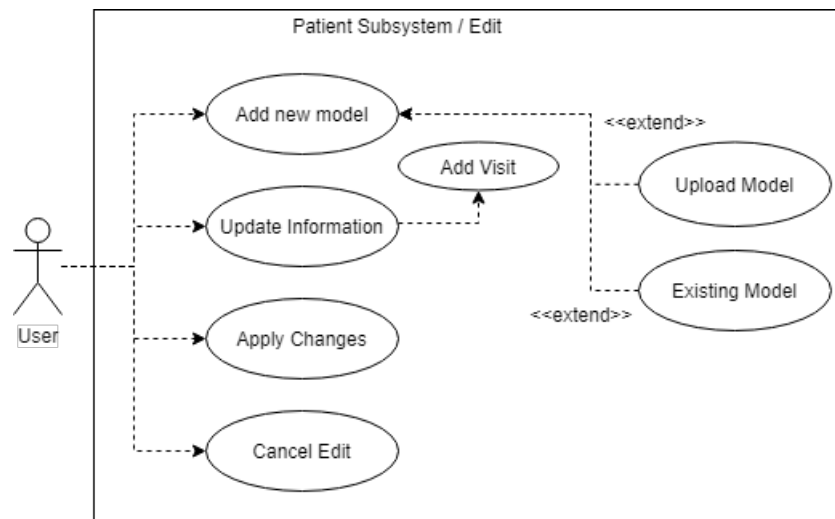 Patient Subsystem / Edit
Add new model
<<extend>>
Add Visit
Upload Model
Update Information
Existing Model
<<extend>>
User
Apply Changes
Cancel Edit